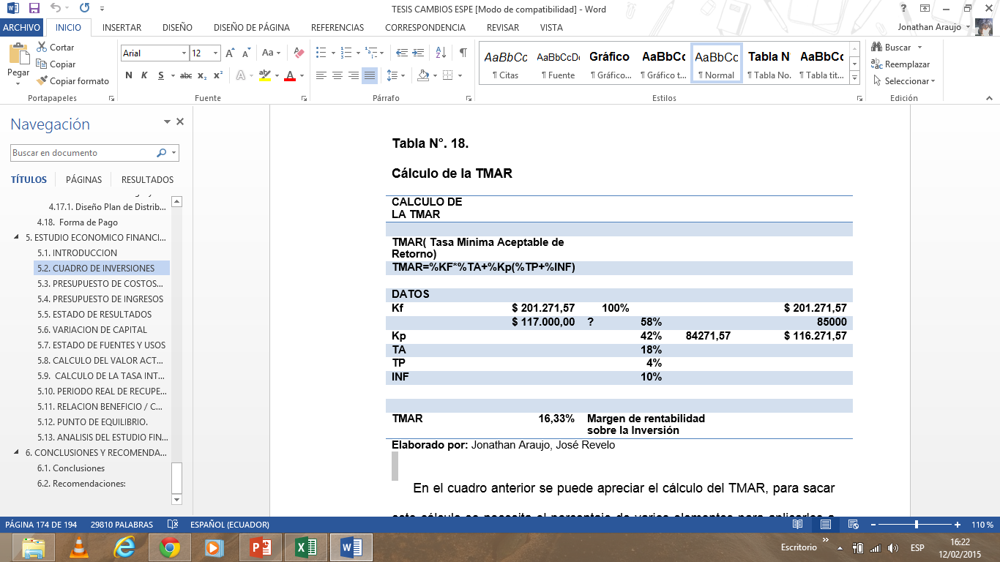 TESIS CAMBIOS ESPE [Modo de compatibilidad] - Word
ARCHIVO INICIO INSERTAR DISEÑO DISEÑO DE PÁGINA REFERENCIAS CORRESPONDENCIA REVISAR VISTA Jonathan Araujo
Pegar
Cortar
Copiar
Copiar formato
Portapapeles
Arial 12
N K S abc x₂ x²
Fuente
Párrafo
AaBbCc AaBbCcDc Gráfico AaBbCc AaBbCc Tabla N AaBbCc
¶ Citas ¶ Fuente ¶ Gráfico... ¶ Gráfico t... ¶ Normal ¶ Tabla No. ¶ Tabla tit...
Estilos
Buscar
Reemplazar
Seleccionar
Edición
Navegación
Buscar en documento
TÍTULOS PÁGINAS RESULTADOS
4.17.1. Diseño Plan de Distrib...
4.18. Forma de Pago
5. ESTUDIO ECONOMICO FINANCI...
5.1. INTRODUCCION
5.2. CUADRO DE INVERSIONES
5.3. PRESUPUESTO DE COSTOS...
5.4. PRESUPUESTO DE INGRESOS
5.5. ESTADO DE RESULTADOS
5.6. VARIACION DE CAPITAL
5.7. ESTADO DE FUENTES Y USOS
5.8. CALCULO DEL VALOR ACT...
5.9. CALCULO DE LA TASA INT...
5.10. PERIODO REAL DE RECUPE...
5.11. RELACION BENEFICIO / C...
5.12. PUNTO DE EQUILIBRIO.
5.13. ANALISIS DEL ESTUDIO FIN...
6. CONCLUSIONES Y RECOMENDA...
6.1. Conclusiones
6.2. Recomendaciones:
Tabla N°. 18.
Cálculo de la TMAR
CALCULO DE
LA TMAR
TMAR( Tasa Mínima Aceptable de
Retorno)
TMAR=%KF*%TA+%Kp(%TP+%INF)
DATOS
Kf $ 201.271,57 100% $ 201.271,57
$ 117.000,00 ? 58% 85000
Kp 42% 84271,57 $ 116.271,57
TA 18%
TP 4%
INF 10%
TMAR 16,33% Margen de rentabilidad
sobre la Inversión
Elaborado por: Jonathan Araujo, José Revelo
En el cuadro anterior se puede apreciar el cálculo del TMAR, para sacar
este cálculo se necesita el porcentaje de varios elementos para aplicarlos a
PÁGINA 174 DE 194 29810 PALABRAS ESPAÑOL (ECUADOR) 110 %
Escritorio ESP 16:22
12/02/2015